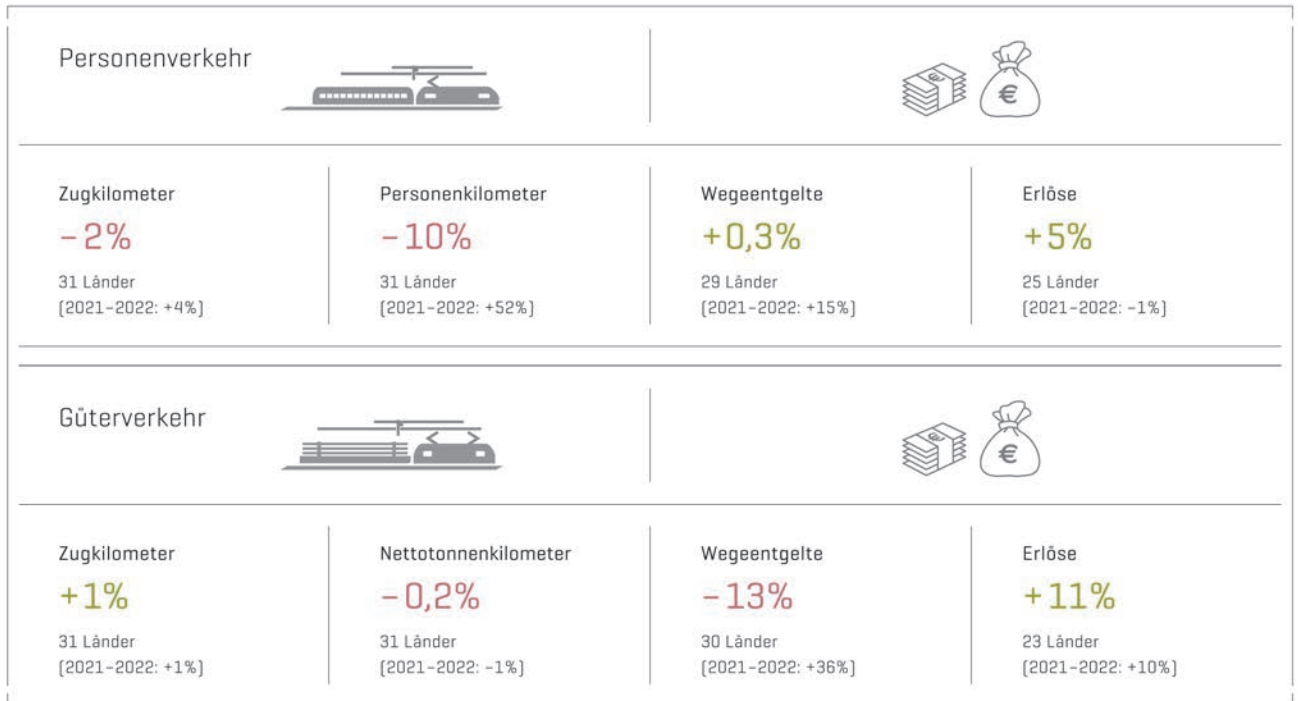 Personenverkehr
Zugkilometer
–2%
31 Länder
(2021–2022: +4%)
Personenkilometer
–10%
31 Länder
(2021–2022: +52%)
Wegeentgelte
+0,3%
29 Länder
(2021–2022: +15%)
Erlöse
+5%
25 Länder
(2021–2022: –1%)
Güterverkehr
Zugkilometer
+1%
31 Länder
(2021–2022: +1%)
Nettotonnenkilometer
–0,2%
31 Länder
(2021–2022: –1%)
Wegeentgelte
–13%
30 Länder
(2021–2022: +36%)
Erlöse
+11%
23 Länder
(2021–2022: +10%)